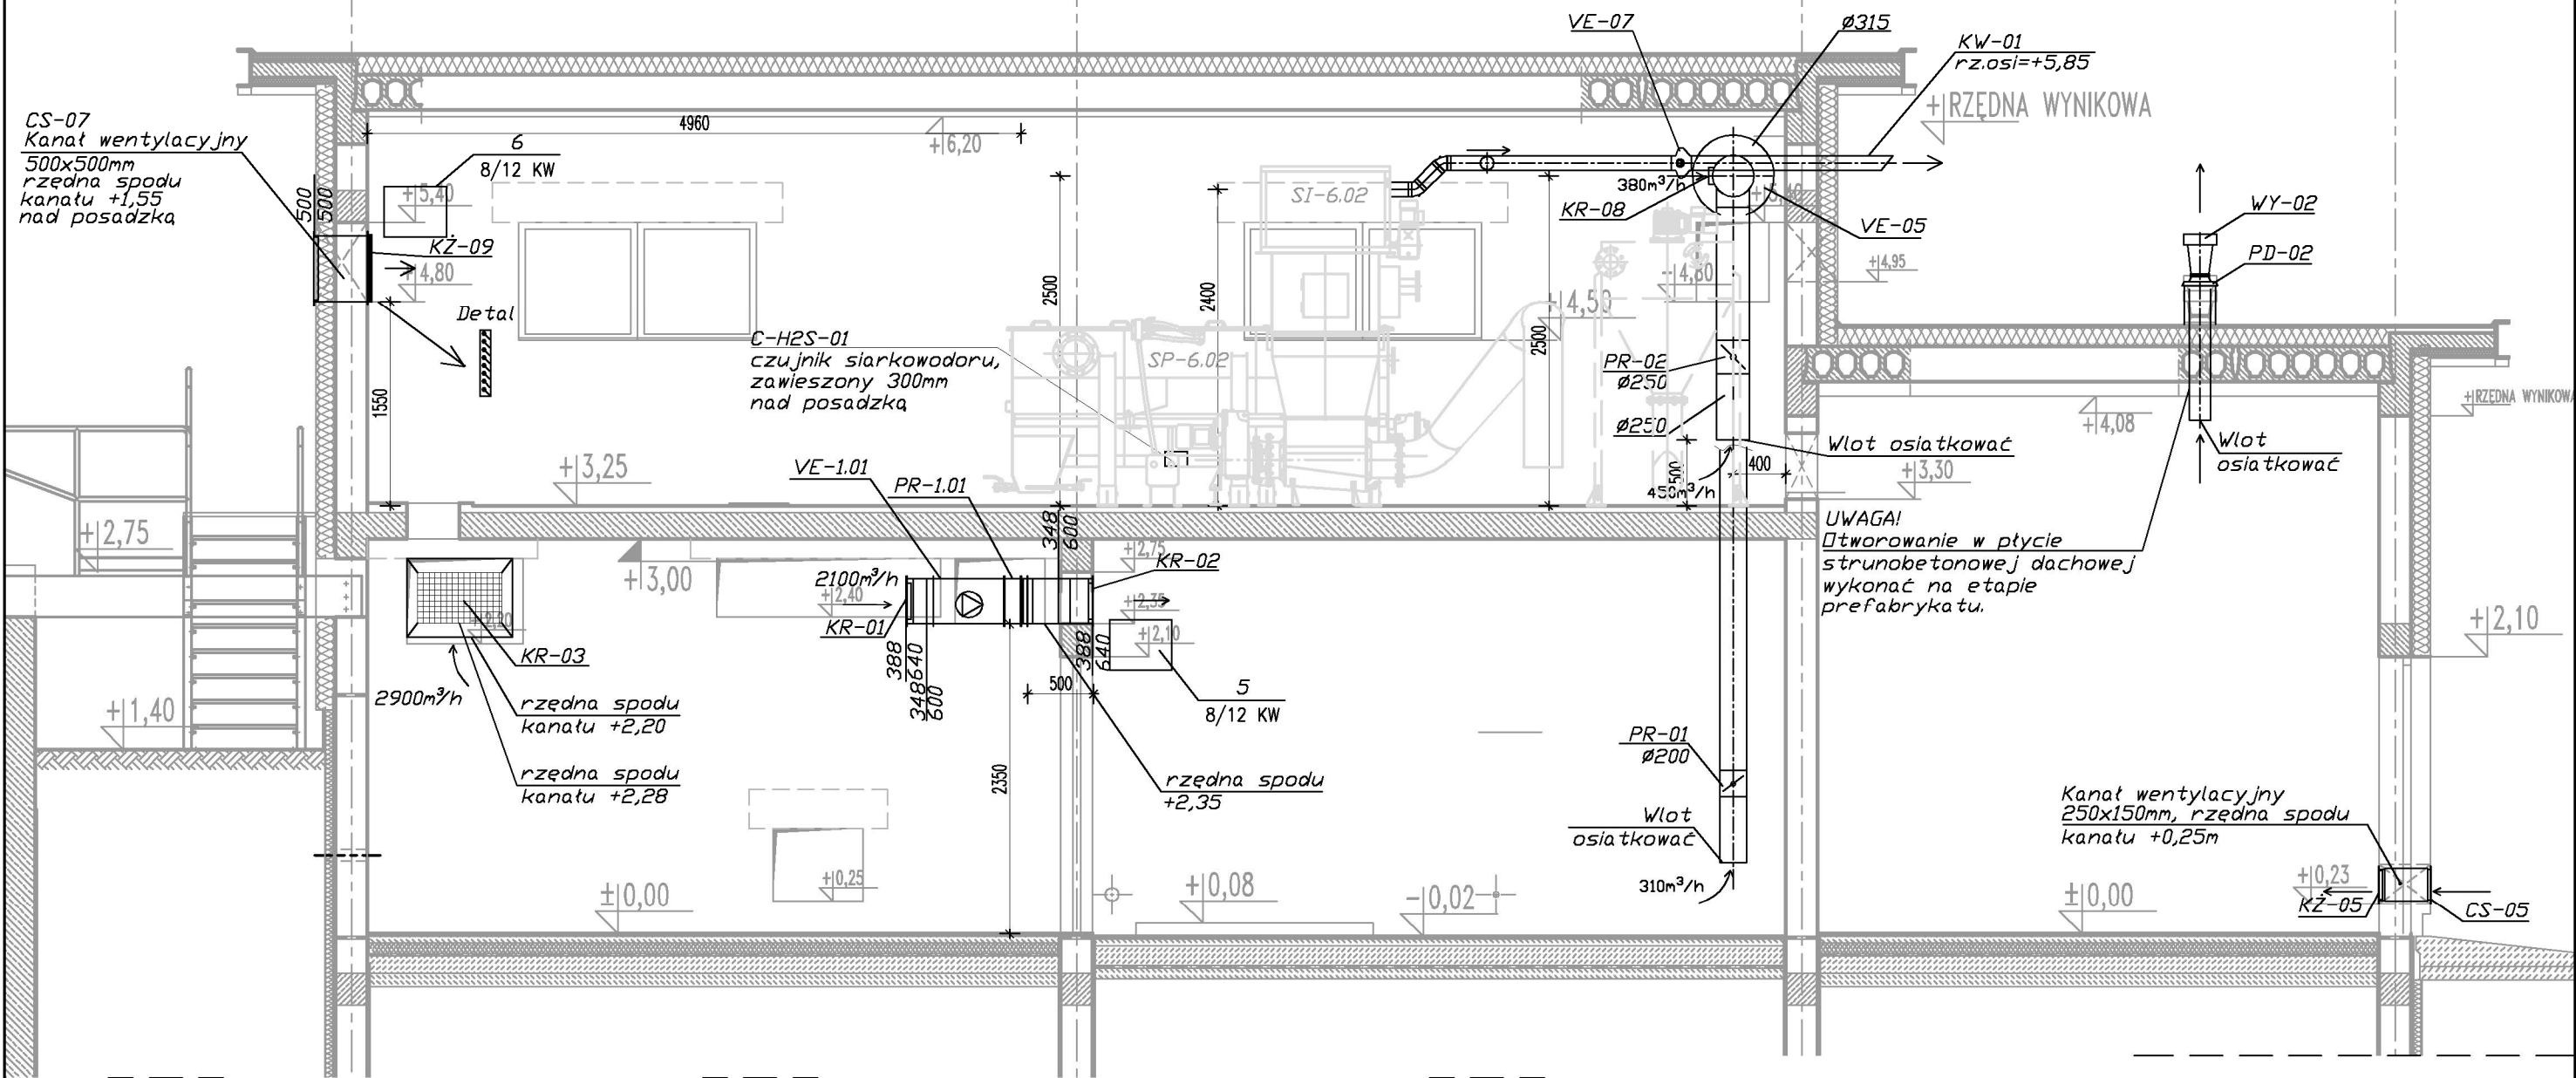 VE-07
ø315
KW-01
rz.osi=+5,85
+RZĘDNA WYNIKOWA
CS-07
Kanał wentylacyjny
500x500mm
rzędna spodu
kanału +1,55
nad posadzką
500
500
6
8/12 KW
4960
+6,20
+5,40
KŻ-09
+4,80
Detal
1550
2500
2400
SI-6.02
SP-6.02
C-H2S-01
czujnik siarkowodoru,
zawieszony 300mm
nad posadzką
380m³/h
KR-08
VE-05
+4,95
+4,80
+4,50
2500
PR-02
ø250
ø250
Wlot osiatkować
500
400
+3,30
WY-02
PD-02
+4,08
Wlot
osiatkować
+RZĘDNA WYNIKOWA
UWAGA!
Otworowanie w płycie
strunobetonowej dachowej
wykonać na etapie
prefabrykatu.
+3,25
+2,75
+1,40
VE-1.01
PR-1.01
348
600
+2,75
KR-02
+3,00
2100m³/h
+2,40
KR-01
+2,35
+2,10
388
640
348
600
388
640
500
5
8/12 KW
+2,20
KR-03
2900m³/h
rzędna spodu
kanału +2,20
rzędna spodu
kanału +2,28
rzędna spodu
+2,35
2350
PR-01
ø200
Wlot
osiatkować
310m³/h
+2,10
Kanał wentylacyjny
250x150mm, rzędna spodu
kanału +0,25m
±0,00
+0,25
+0,08
-0,02
±0,00
+0,23
KŻ-05
CS-05